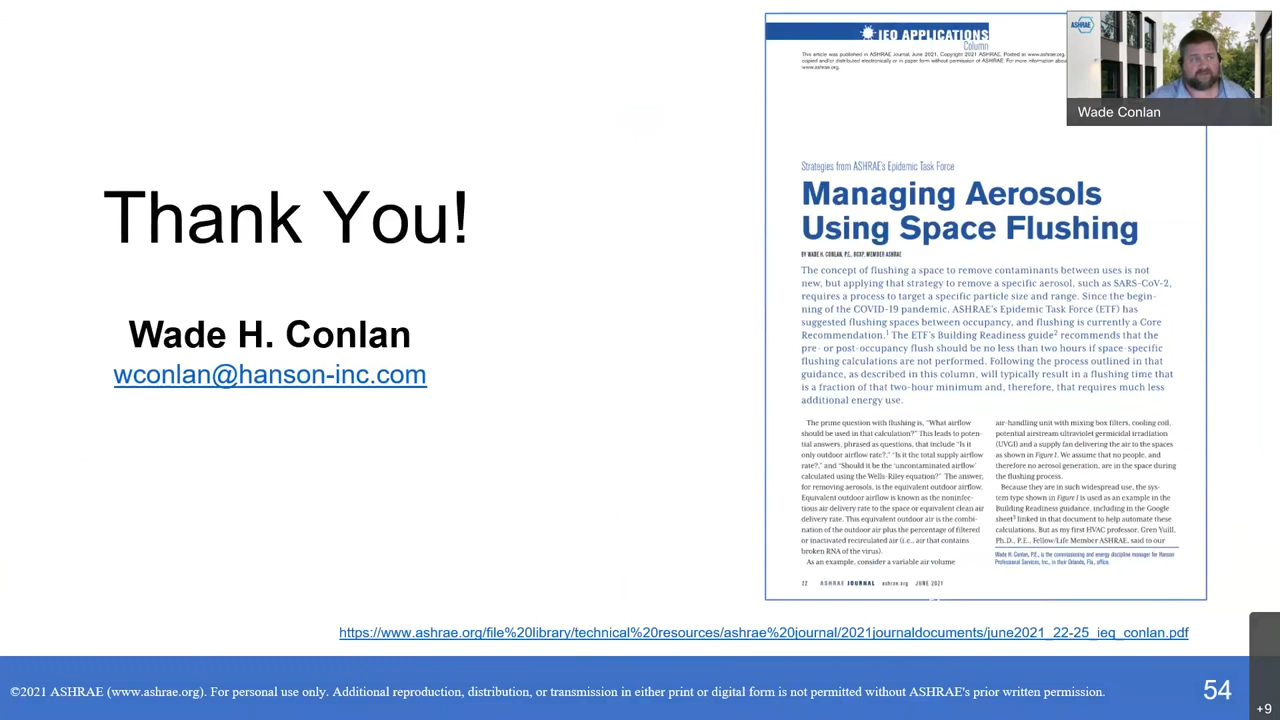 Thank You!
Wade H. Conlan
wconlan@hanson-inc.com
IEQ APPLICATIONS
Column
This article was published in ASHRAE Journal, June 2021. Copyright 2021 ASHRAE. Posted at www.ashrae.org.
copied and/or distributed electronically or in paper form without permission of ASHRAE. For more information about
www.ashrae.org.
Strategies from ASHRAE's Epidemic Task Force
Managing Aerosols
Using Space Flushing
BY WADE H. CONLAN, P.E., BCXP, MEMBER ASHRAE
The concept of flushing a space to remove contaminants between uses is not
new, but applying that strategy to remove a specific aerosol, such as SARS-CoV-2,
requires a process to target a specific particle size and range. Since the begin-
ning of the COVID-19 pandemic, ASHRAE's Epidemic Task Force (ETF) has
suggested flushing spaces between occupancy, and flushing is currently a Core
Recommendation.1 The ETF's Building Readiness guide2 recommends that the
pre- or post-occupancy flush should be no less than two hours if space-specific
flushing calculations are not performed. Following the process outlined in that
guidance, as described in this column, will typically result in a flushing time that
is a fraction of that two-hour minimum and, therefore, that requires much less
additional energy use.
The prime question with flushing is, "What airflow
should be used in that calculation?" This leads to poten-
tial answers, phrased as questions, that include "Is it
only outdoor airflow rate?," "Is it the total supply airflow
rate?," and "Should it be the 'uncontaminated airflow'
calculated using the Wells-Riley equation?" The answer,
for removing aerosols, is the equivalent outdoor airflow.
Equivalent outdoor airflow is known as the noninfec-
tious air delivery rate to the space or equivalent clean air
delivery rate. This equivalent outdoor air is the combi-
nation of the outdoor air plus the percentage of filtered
or inactivated recirculated air (i.e., air that contains
broken RNA of the virus).
As an example, consider a variable air volume
air-handling unit with mixing box filters, cooling coil,
potential airstream ultraviolet germicidal irradiation
(UVGI) and a supply fan delivering the air to the spaces
as shown in Figure 1. We assume that no people, and
therefore no aerosol generation, are in the space during
the flushing process.
Because they are in such widespread use, the sys-
tem type shown in Figure 1 is used as an example in the
Building Readiness guidance, including in the Google
sheet3 linked in that document to help automate these
calculations. But as my first HVAC professor, Gren Yuill,
Ph.D., P.E., Fellow/Life Member ASHRAE, said to our
Wade H. Conlan, P.E., is the commissioning and energy discipline manager for Hanson
Professional Services, Inc., in their Orlando, Fla., office.
22 ASHRAE JOURNAL ashrae.org JUNE 2021
ASHRAE
Wade Conlan
https://www.ashrae.org/file%20library/technical%20resources/ashrae%20journal/2021journaldocuments/june2021_22-25_ieq_conlan.pdf
©2021 ASHRAE (www.ashrae.org). For personal use only. Additional reproduction, distribution, or transmission in either print or digital form is not permitted without ASHRAE's prior written permission.
54
+9